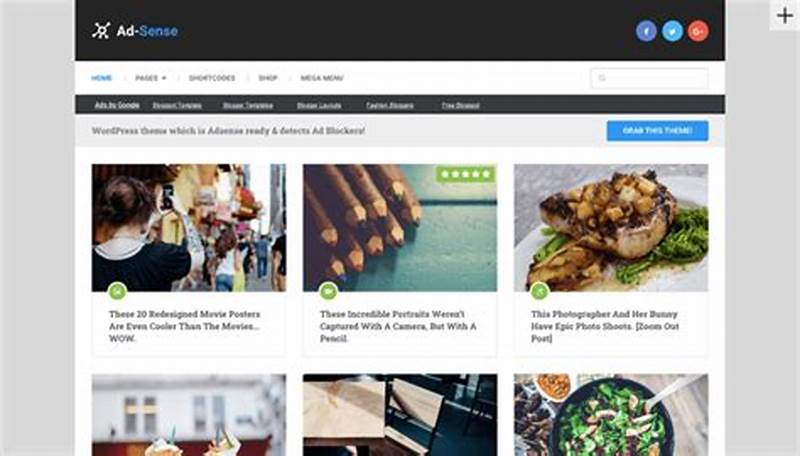 Ad-Sense
HOME PAGES SHORTCODES SHOP MEGA MENU
Ads by Google Blogspot Template Blogger Templates Blogger Layouts Fashion Bloggers Free Blogspot
WordPress theme which is Adsense ready & detects Ad Blockers!
GRAB THIS THEME!
These 20 Redesigned Movie Posters
Are Even Cooler Than The Movies...
WOW.
These Incredible Portraits Weren't
Captured With A Camera, But With A
Pencil.
This Photographer And Her Bunny
Have Epic Photo Shoots. [Zoom Out
Post]